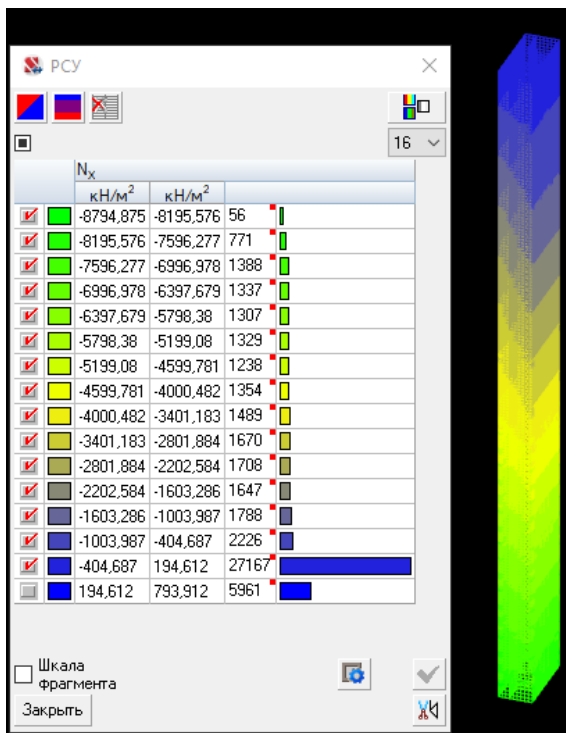 РСУ
16
Nx
кН/м² кН/м²
-8794,875 -8195,576 56
-8195,576 -7596,277 771
-7596,277 -6996,978 1388
-6996,978 -6397,679 1337
-6397,679 -5798,38 1307
-5798,38 -5199,08 1329
-5199,08 -4599,781 1238
-4599,781 -4000,482 1354
-4000,482 -3401,183 1489
-3401,183 -2801,884 1670
-2801,884 -2202,584 1708
-2202,584 -1603,286 1647
-1603,286 -1003,987 1788
-1003,987 -404,687 2226
-404,687 194,612 27167
194,612 793,912 5961
Шкала
фрагмента
Закрыть